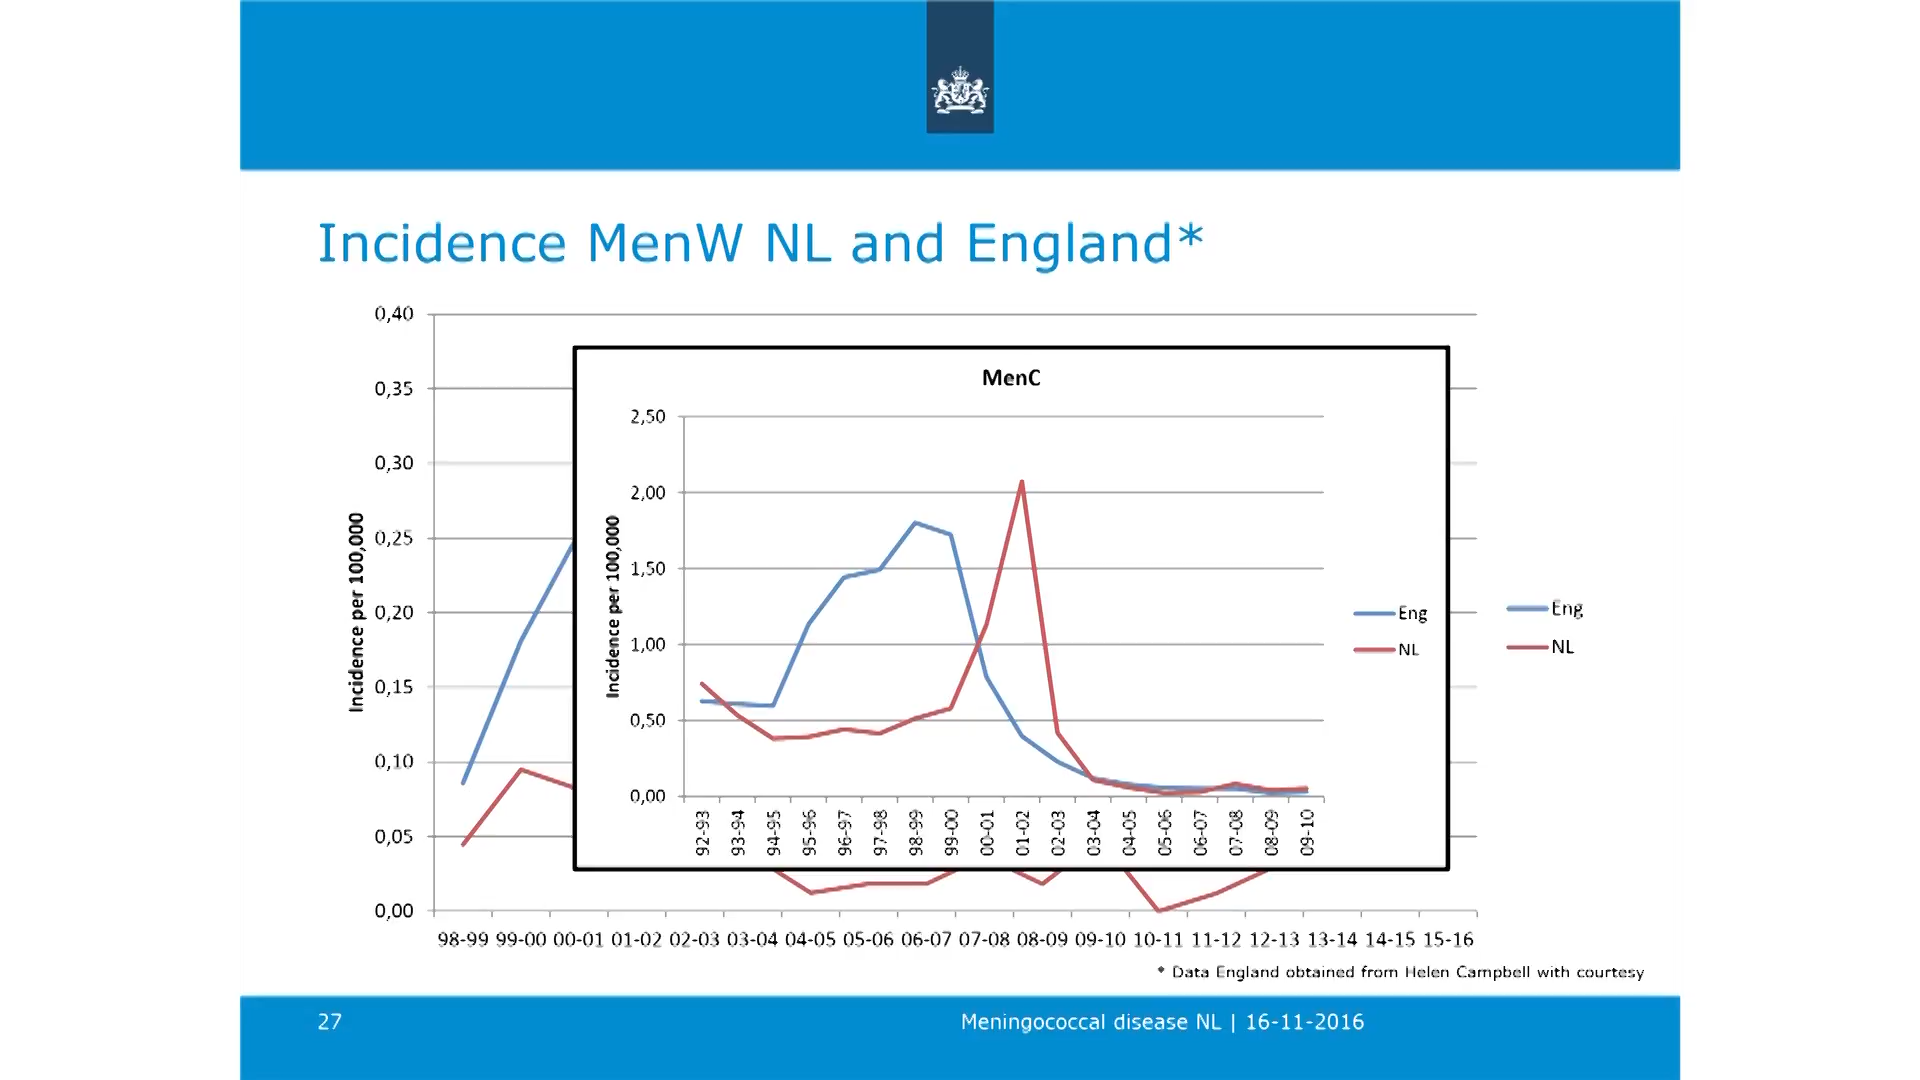 Incidence MenW NL and England*
0,40
0,35
0,30
0,25
0,20
0,15
0,10
0,05
0,00
Incidence per 100,000
98-99 99-00 00-01 01-02 02-03 03-04 04-05 05-06 06-07 07-08 08-09 09-10 10-11 11-12 12-13 13-14 14-15 15-16
Eng
NL
MenC
2,50
2,00
1,50
1,00
0,50
0,00
Incidence per 100,000
92-93 93-94 94-95 95-96 96-97 97-98 98-99 99-00 00-01 01-02 02-03 03-04 04-05 05-06 06-07 07-08 08-09 09-10
Eng
NL
* Data England obtained from Helen Campbell with courtesy
27
Meningococcal disease NL | 16-11-2016